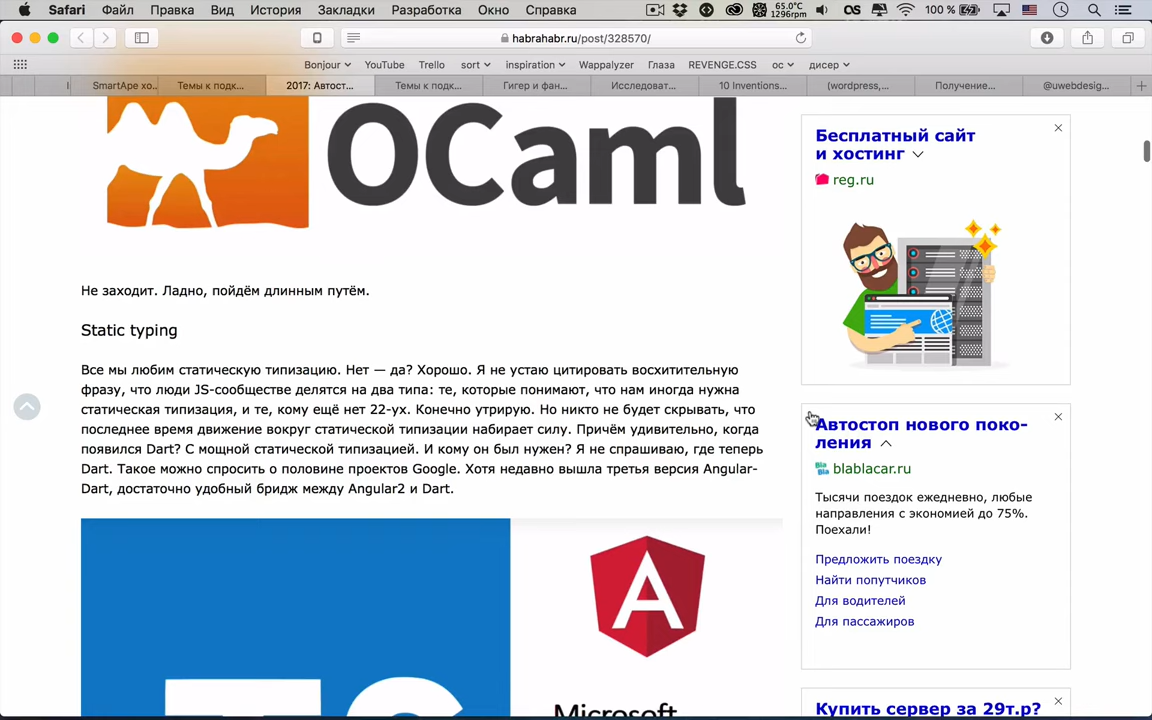 Safari Файл Правка Вид История Закладки Разработка Окно Справка 65.0°C 1296rpm 100 %
habrahabr.ru/post/328570/
Bonjour YouTube Trello sort inspiration Wappalyzer Глаза REVENGE.CSS ос дисер
SmartApe хо... Темы к подк... 2017: Автост... Темы к подк... Гигер и фан... Исследоват... 10 Inventions... (wordpress,... Получение... @uwebdesig...
OCaml
Не заходит. Ладно, пойдём длинным путём.
Static typing
Все мы любим статическую типизацию. Нет — да? Хорошо. Я не устаю цитировать восхитительную
фразу, что люди JS-сообществе делятся на два типа: те, которые понимают, что нам иногда нужна
статическая типизация, и те, кому ещё нет 22-ух. Конечно утрирую. Но никто не будет скрывать, что
последнее время движение вокруг статической типизации набирает силу. Причём удивительно, когда
появился Dart? С мощной статической типизацией. И кому он был нужен? Я не спрашиваю, где теперь
Dart. Такое можно спросить о половине проектов Google. Хотя недавно вышла третья версия Angular-
Dart, достаточно удобный бридж между Angular2 и Dart.
Microsoft
Бесплатный сайт
и хостинг
reg.ru
Автостоп нового поко-
ления
blablacar.ru
Тысячи поездок ежедневно, любые
направления с экономией до 75%.
Поехали!
Предложить поездку
Найти попутчиков
Для водителей
Для пассажиров
Купить сервер за 29т.р?